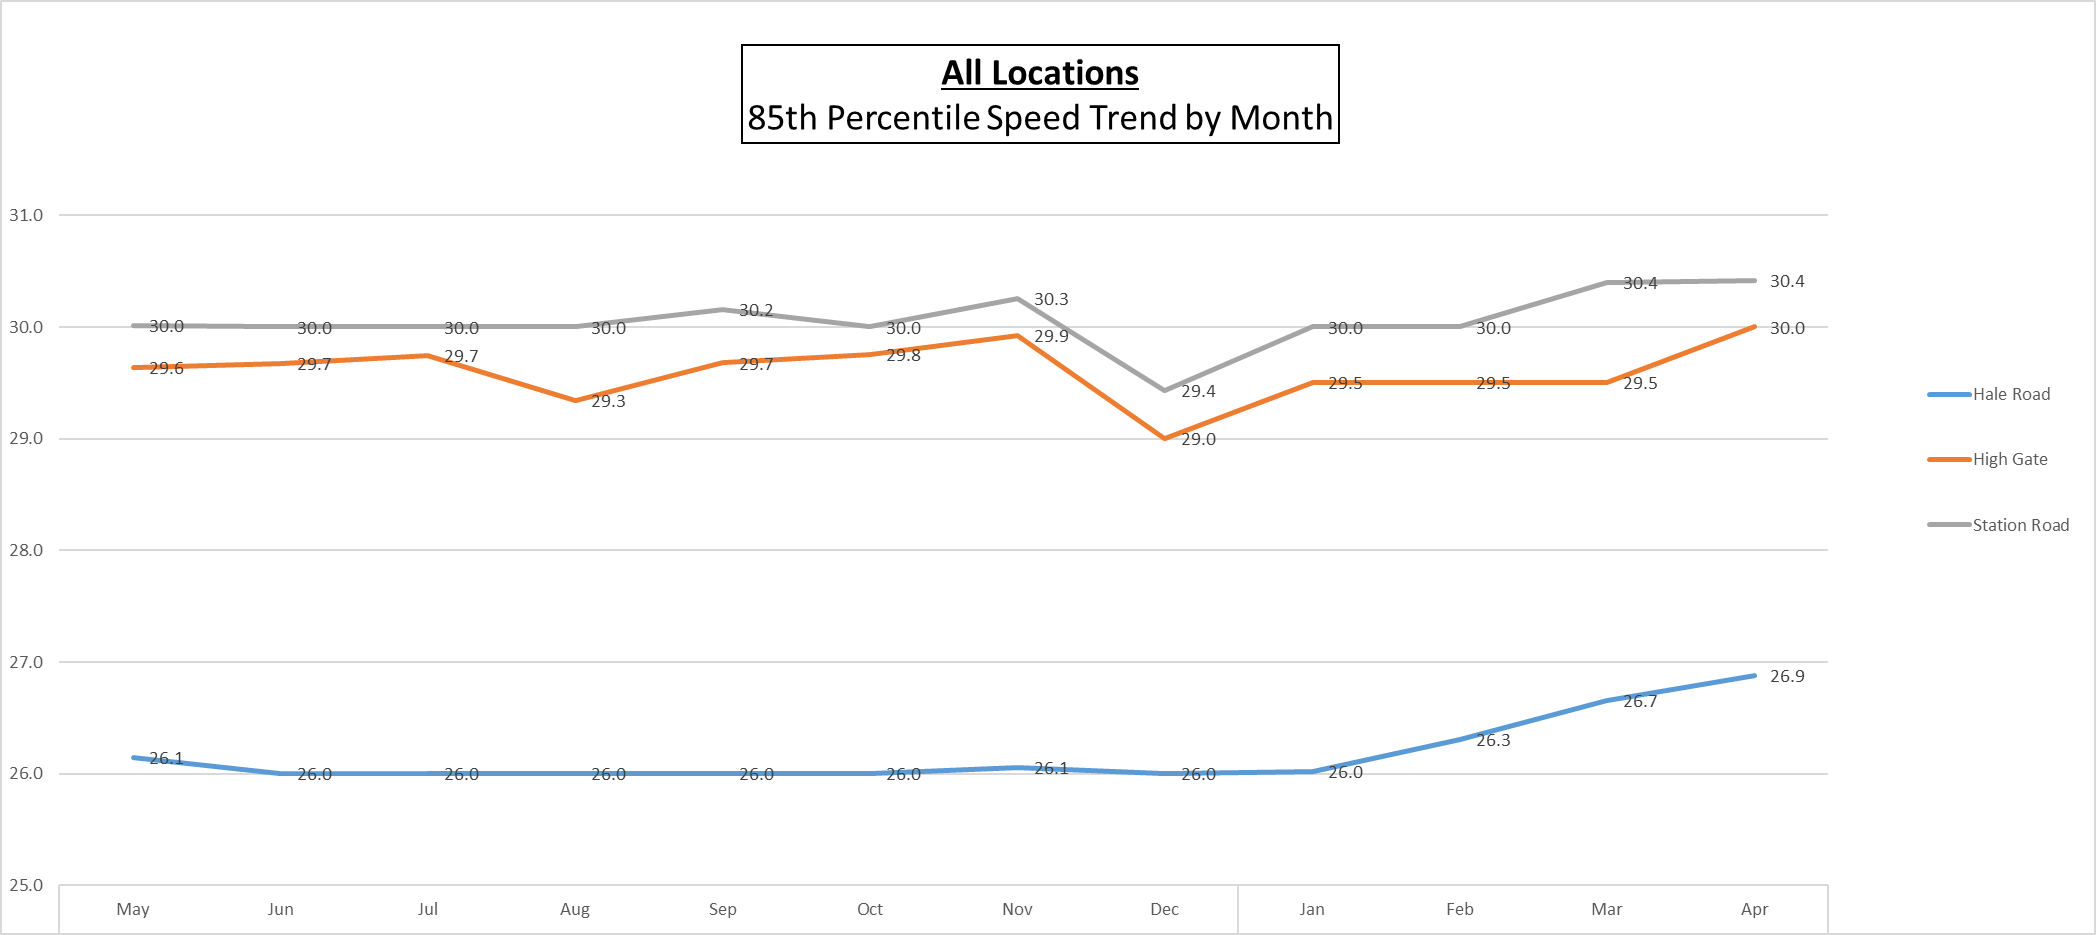 All Locations
85th Percentile Speed Trend by Month
31.0
30.0
29.0
28.0
27.0
26.0
25.0
30.0 30.0 30.0 30.0 30.2 30.0 30.3 29.4 30.0 30.0 30.4 30.4
29.6 29.7 29.7 29.3 29.7 29.8 29.9 29.0 29.5 29.5 29.5 30.0
26.1 26.0 26.0 26.0 26.0 26.0 26.1 26.0 26.0 26.3 26.7 26.9
May Jun Jul Aug Sep Oct Nov Dec Jan Feb Mar Apr
Hale Road
High Gate
Station Road